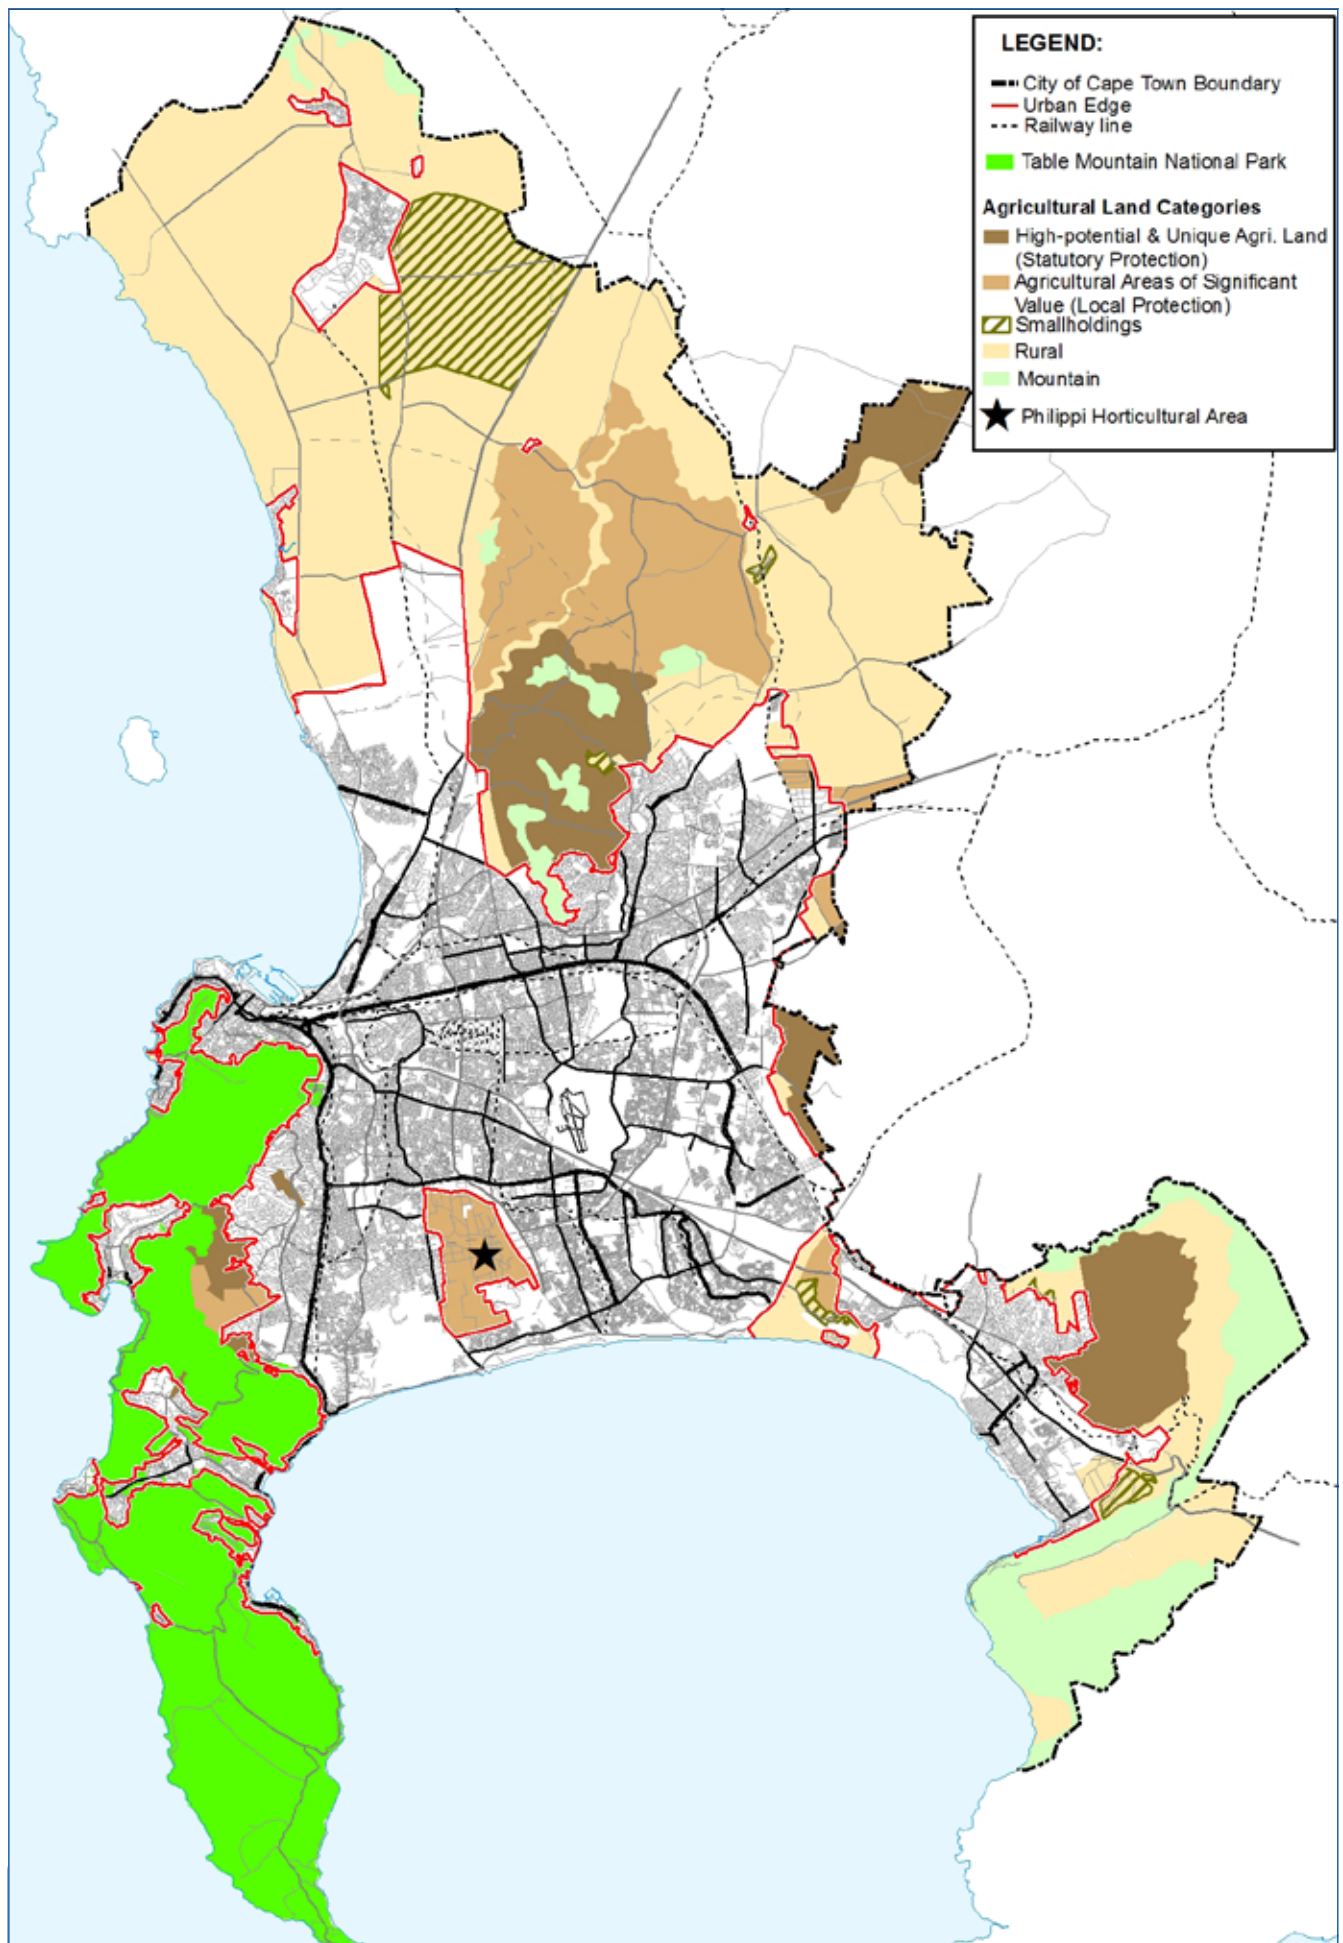 LEGEND:
City of Cape Town Boundary
Urban Edge
Railway line
Table Mountain National Park
Agricultural Land Categories
High-potential & Unique Agri. Land
(Statutory Protection)
Agricultural Areas of Significant
Value (Local Protection)
Smallholdings
Rural
Mountain
Philippi Horticultural Area